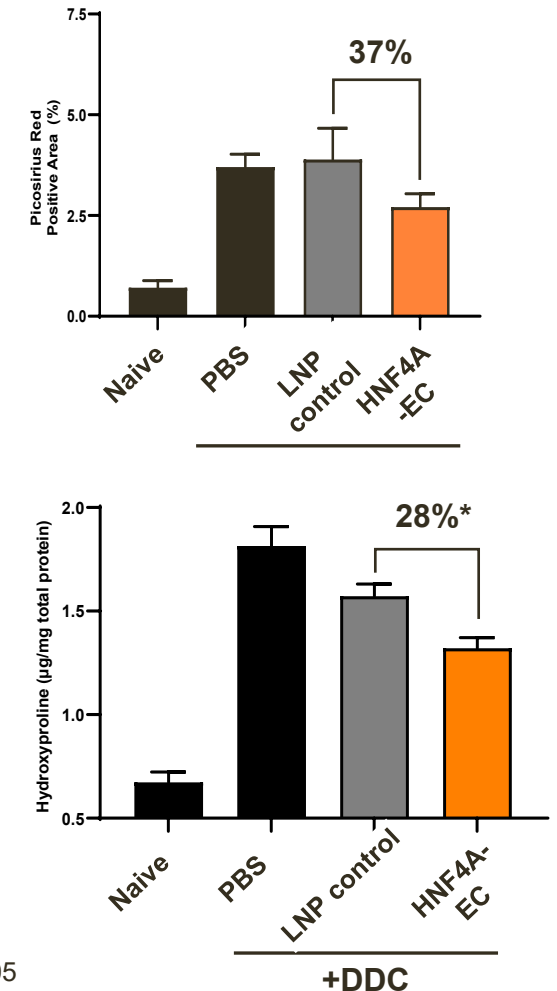 Picosirius Red
Positive Area (%)
7.5
5.0
2.5
0.0
37%
Naive
PBS
LNP
control
HNF4A
-EC
Hydroxyproline (µg/mg total protein)
2.0
1.5
1.0
0.5
28%*
Naive
PBS
LNP control
HNF4A-
EC
+DDC